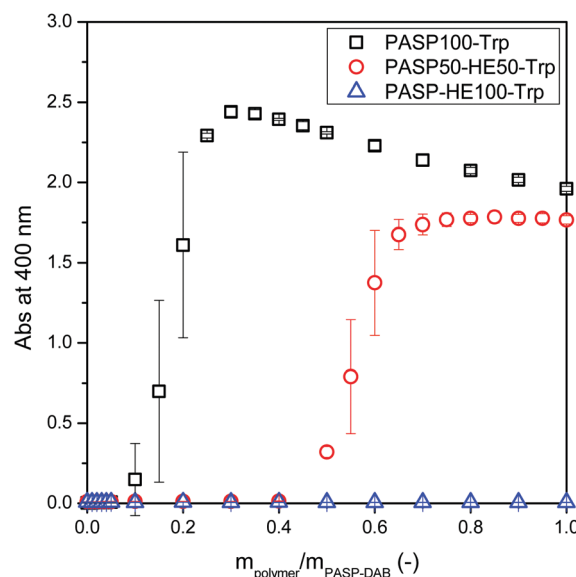 PASP100-Trp
PASP50-HE50-Trp
PASP-HE100-Trp
3.0
2.5
2.0
1.5
1.0
0.5
0.0
Abs at 400 nm
0.0 0.2 0.4 0.6 0.8 1.0
m_polymer/m_PASP-DAB (-)